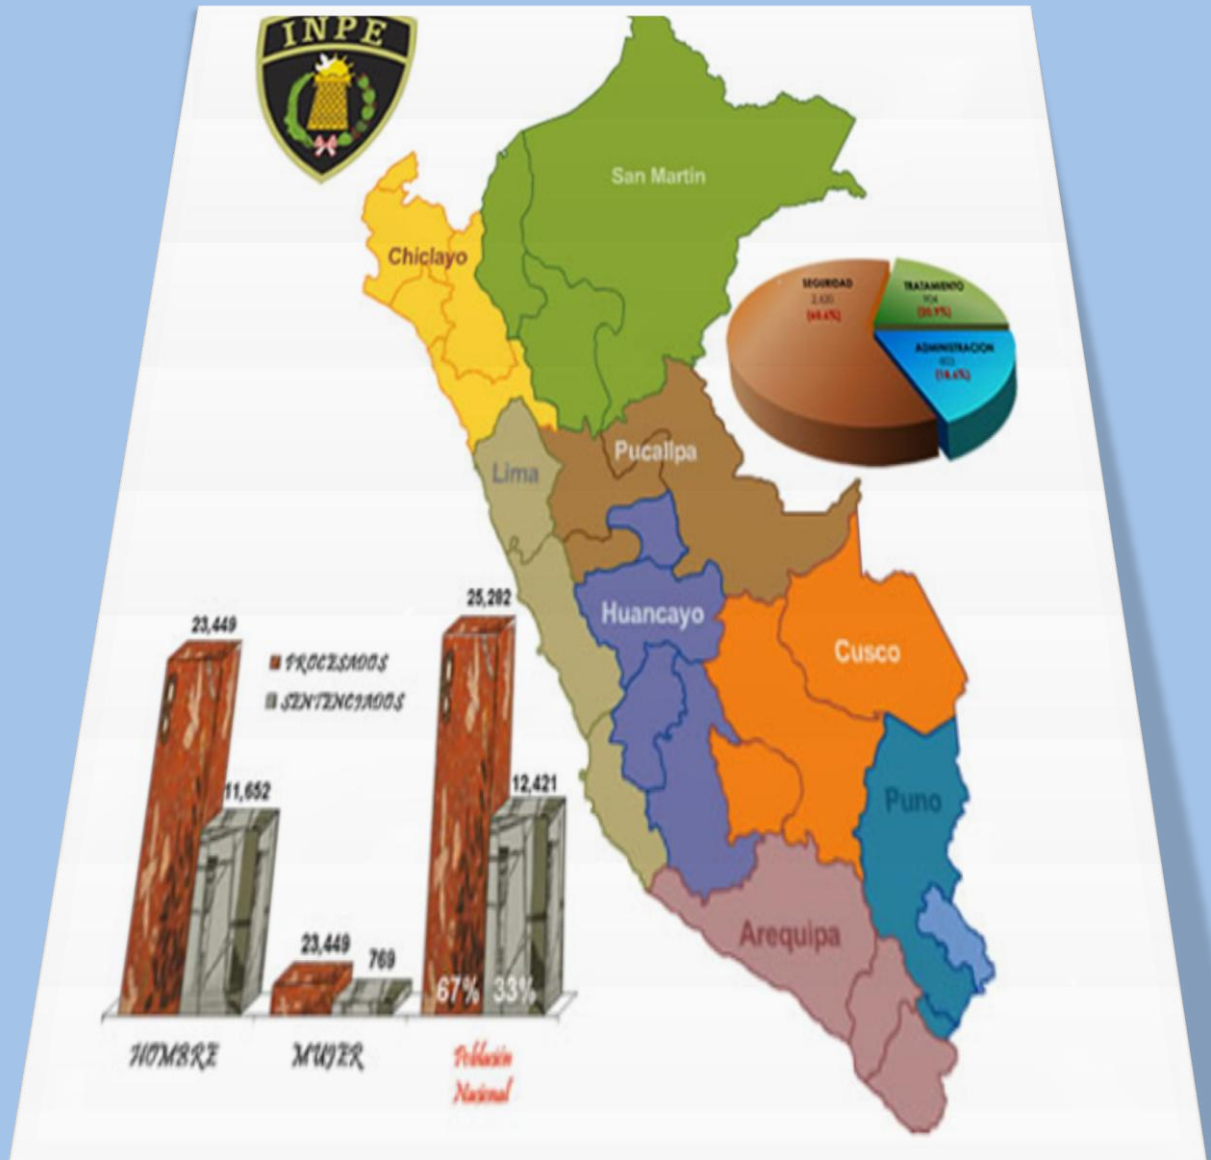 INPE
San Martin
Chiclayo
SEGURIDAD
TRATAMIENTO
ADMINISTRACION
Pucallpa
Lima
Huancayo
Cusco
Puno
Arequipa
25,282
23,449
PROCESADOS
SENTENCIADOS
11,652
12,421
23,449
769
67%
33%
HOMBRE
MUJER
Población
Nacional